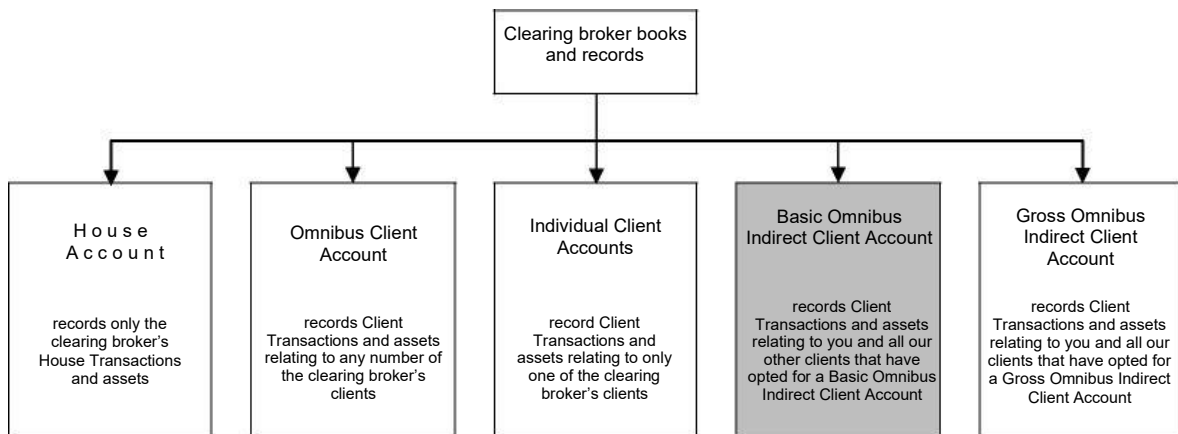 Clearing broker books
and records
H o u s e
A c c o u n t
records only the
clearing broker's
House Transactions
and assets
Omnibus Client
Account
records Client
Transactions and assets
relating to any number of
the clearing broker's
clients
Individual Client
Accounts
record Client
Transactions and
assets relating to only
one of the clearing
broker's clients
Basic Omnibus
Indirect Client Account
records Client
Transactions and assets
relating to you and all our
other clients that have
opted for a Basic Omnibus
Indirect Client Account
Gross Omnibus
Indirect Client
Account
records Client
Transactions and assets
relating to you and all our
clients that have opted for
a Gross Omnibus Indirect
Client Account